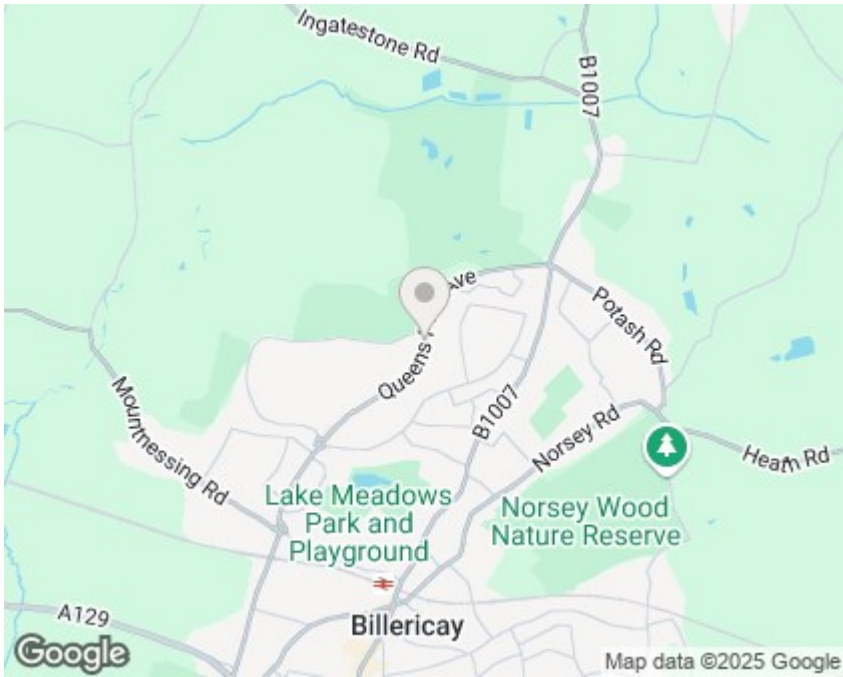 Ingatestone Rd
B1007
Ave
Potash Rd
Queens
Mountnessing Rd
B1007
Norsey Rd
Heath Rd
Lake Meadows
Park and
Playground
Norsey Wood
Nature Reserve
A129
Billericay
Google
Map data ©2025 Google